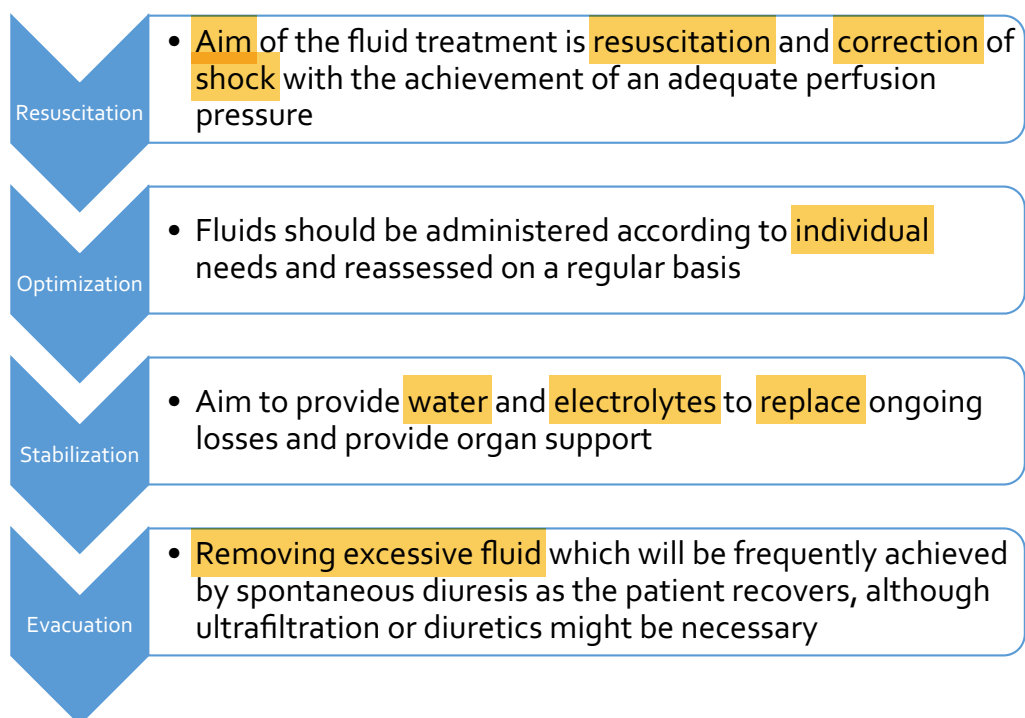 Resuscitation
• Aim of the fluid treatment is resuscitation and correction of
shock with the achievement of an adequate perfusion
pressure
Optimization
• Fluids should be administered according to individual
needs and reassessed on a regular basis
Stabilization
• Aim to provide water and electrolytes to replace ongoing
losses and provide organ support
Evacuation
• Removing excessive fluid which will be frequently achieved
by spontaneous diuresis as the patient recovers, although
ultrafiltration or diuretics might be necessary